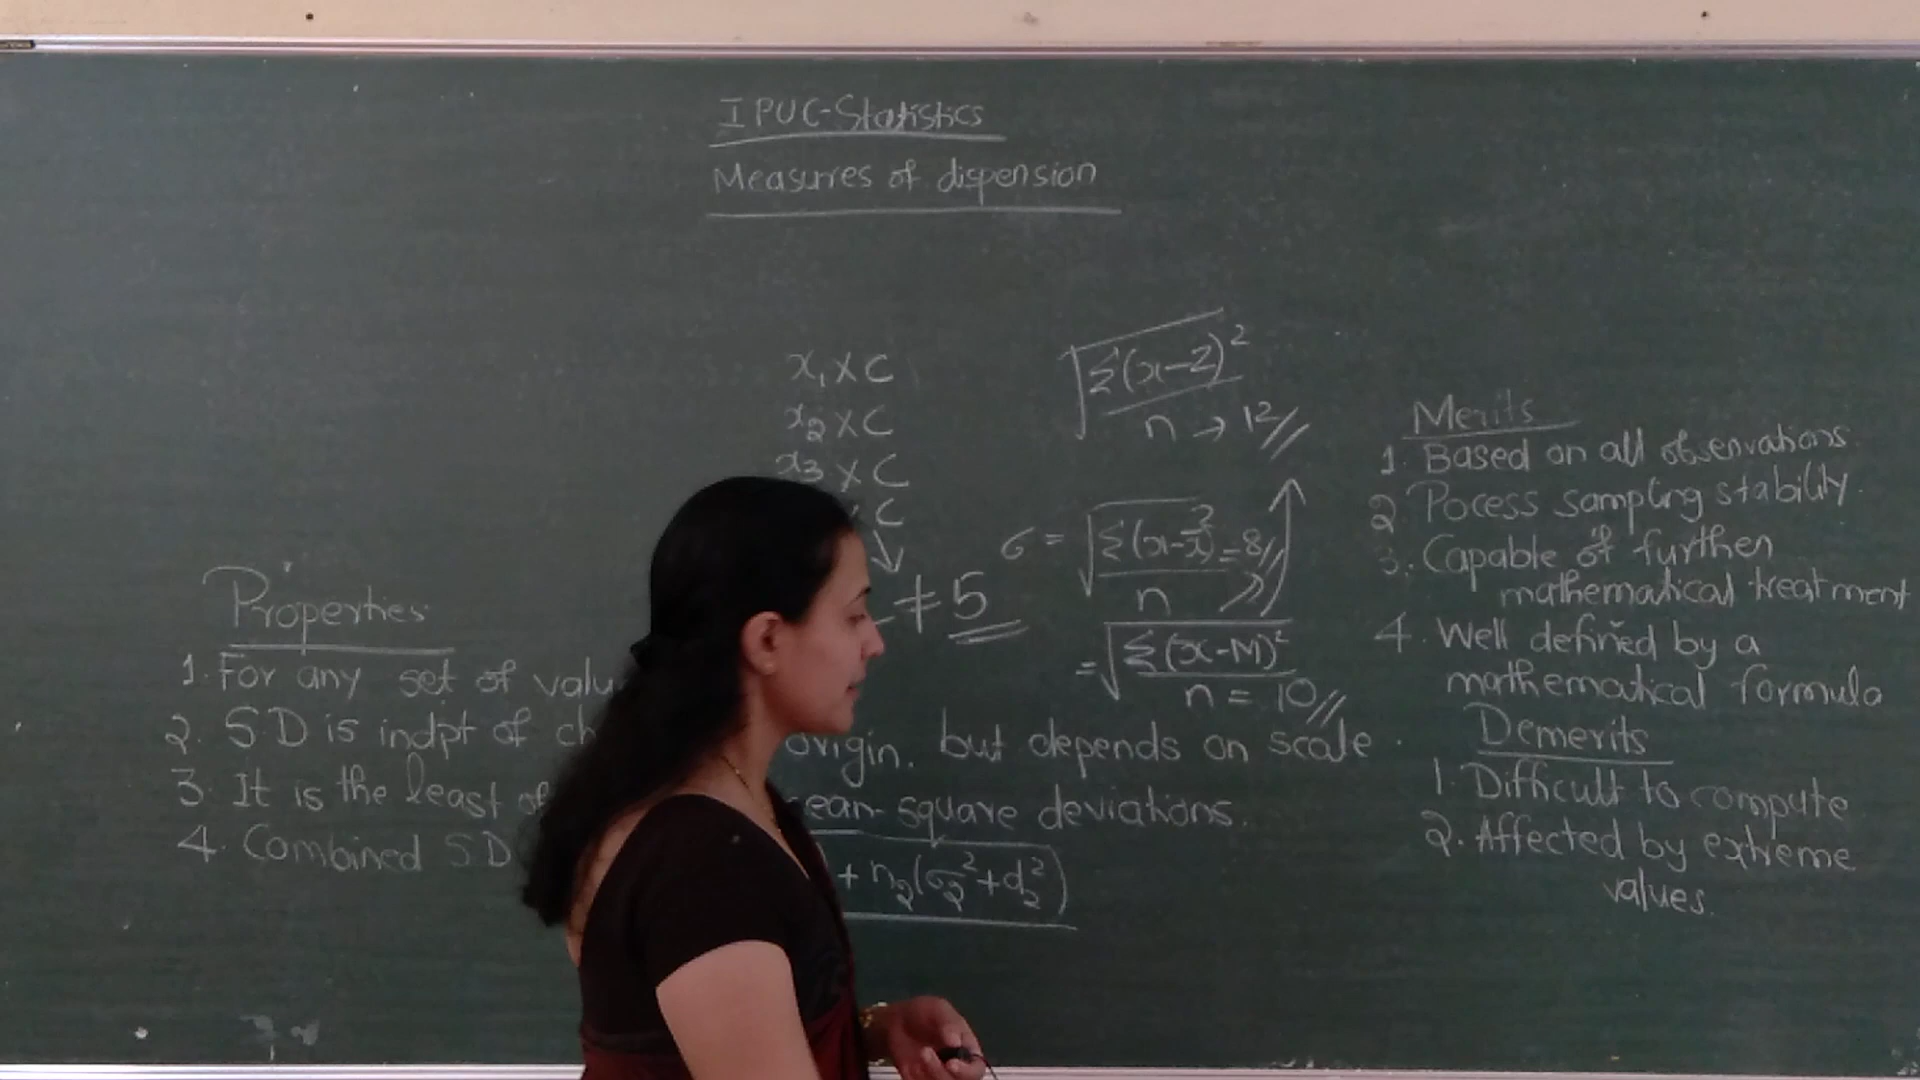 I PUC-Statistics
Measures of dispension
x₁ x C
x₂ x C
x₃ x C
C
≠ 5
√Σ(x-Z)²
n → 12//
σ = √Σ(x-x̄)² = 8//
n
= √Σ(x-M)²
n = 10//
Properties
1. For any set of valu
2. S.D is indpt of ch origin. but depends on scale.
3. It is the least of ean-square deviations.
4. Combined S.D
+ n₂(σ₂²+d₂²)
Merits
1. Based on all observations
2. Pocess sampling stability.
3. Capable of further
mathematical treatment
4. Well defined by a
mathematical formula
Demerits
1. Difficult to compute
2. Affected by extreme
values.